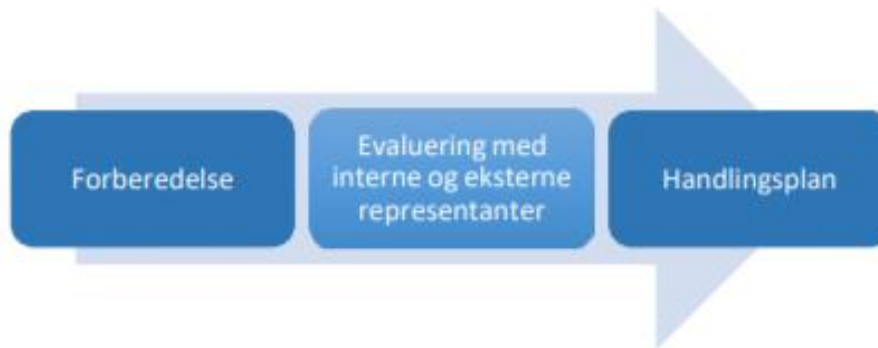 Forberedelse
Evaluering med
interne og eksterne
representanter
Handlingsplan